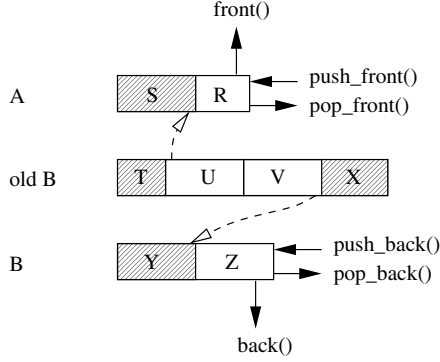 front()
push_front()
A S R
pop_front()
old B T U V X
push_back()
B Y Z
pop_back()
back()